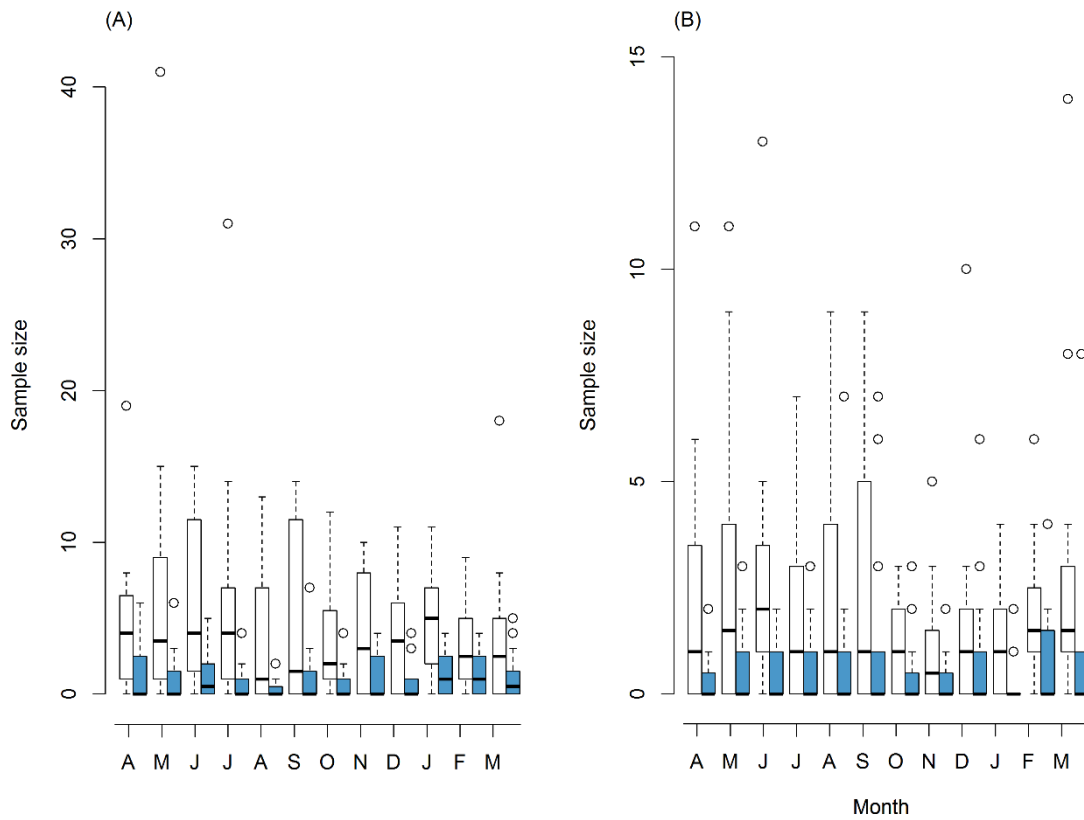 (A)
Sample size
40
30
20
10
0
A M J J A S O N D J F M
(B)
Sample size
15
10
5
0
A M J J A S O N D J F M
Month